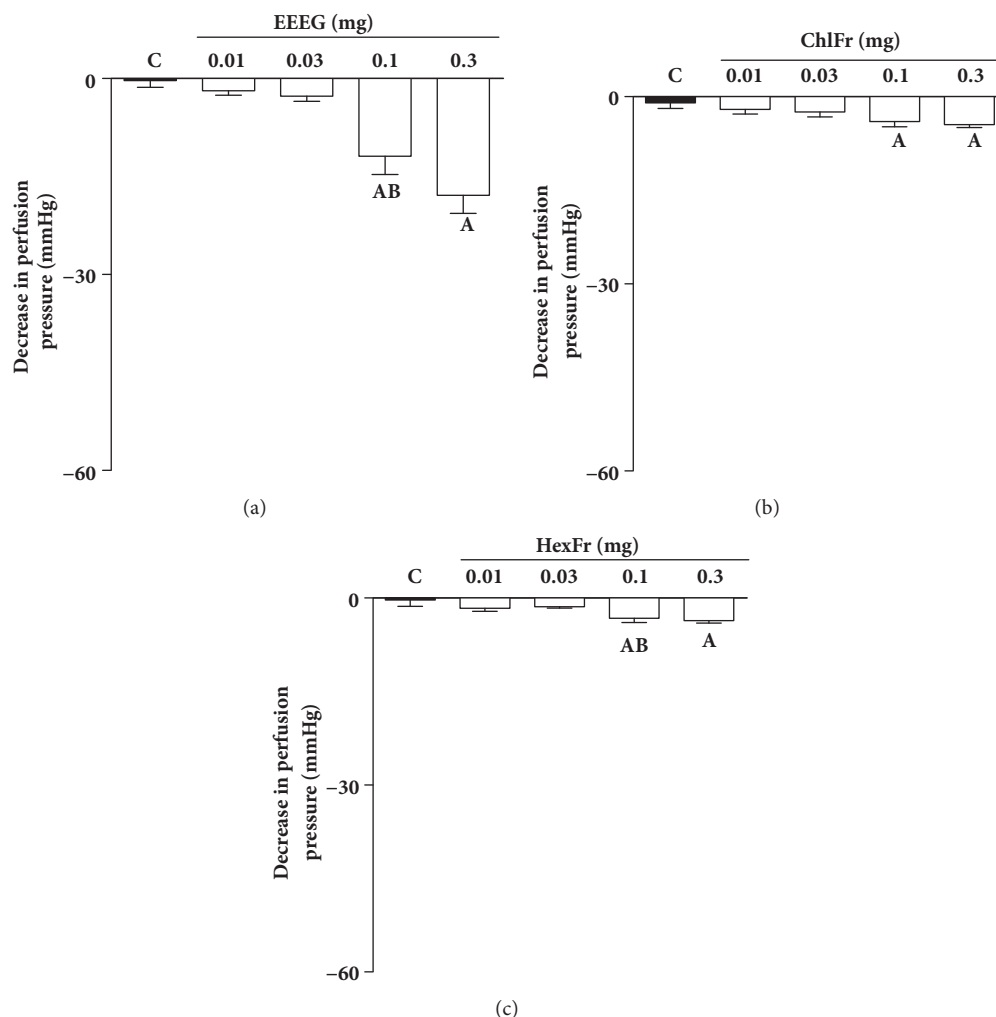 EEEG (mg)
C 0.01 0.03 0.1 0.3
0
−30
−60
Decrease in perfusion
pressure (mmHg)
AB
A
(a)
ChlFr (mg)
C 0.01 0.03 0.1 0.3
0
−30
−60
Decrease in perfusion
pressure (mmHg)
A A
(b)
HexFr (mg)
C 0.01 0.03 0.1 0.3
0
−30
−60
Decrease in perfusion
pressure (mmHg)
AB A
(c)